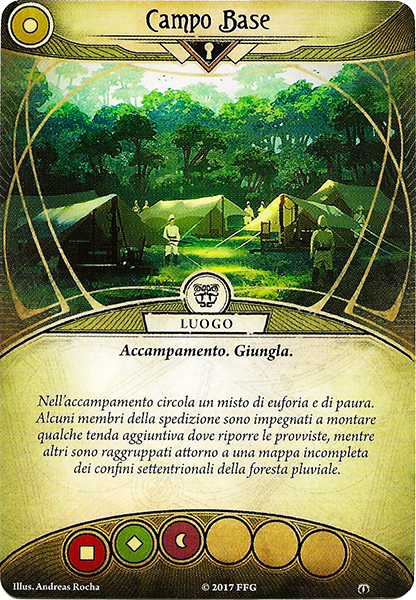 Campo Base
LUOGO
Accampamento. Giungla.
Nell'accampamento circola un misto di euforia e di paura.
Alcuni membri della spedizione sono impegnati a montare
qualche tenda aggiuntiva dove riporre le provviste, mentre
altri sono raggruppati attorno a una mappa incompleta
dei confini settentrionali della foresta pluviale.
Illus. Andreas Rocha
© 2017 FFG